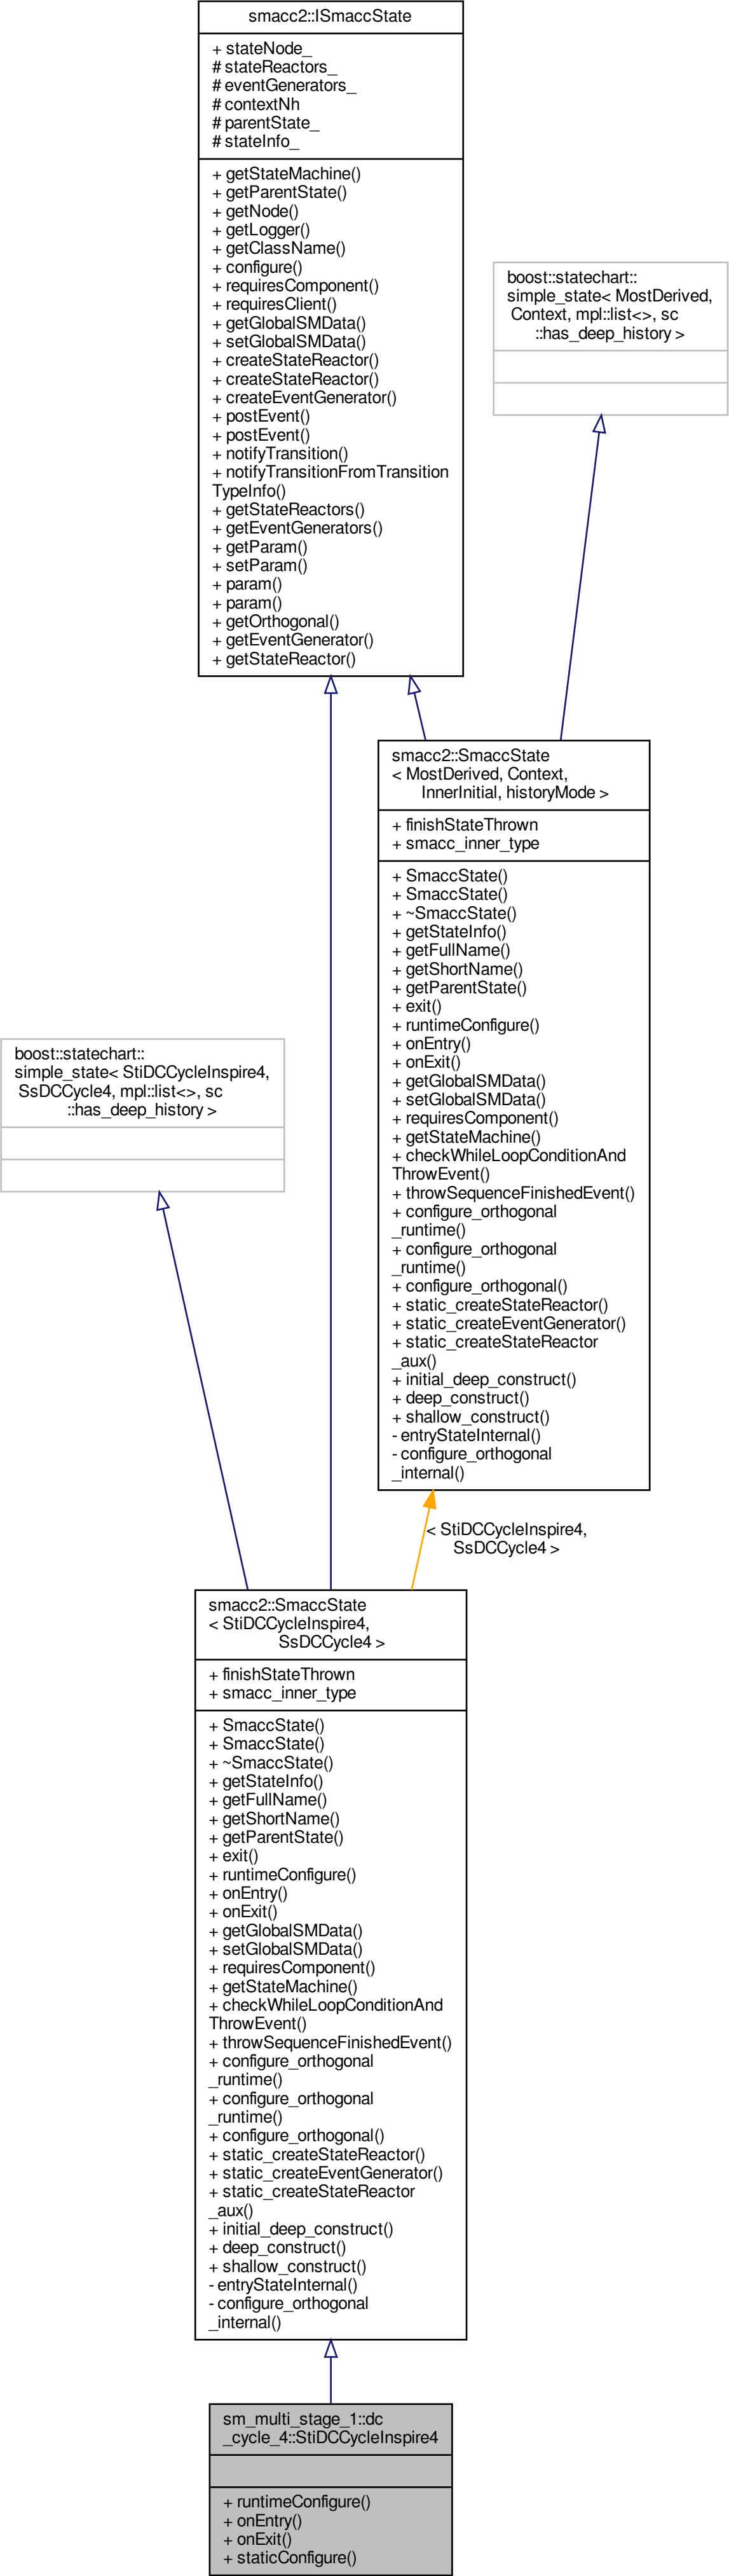 smacc2::ISmaccState
+ stateNode_
# stateReactors_
# eventGenerators_
# contextNh
# parentState_
# stateInfo_
+ getStateMachine()
+ getParentState()
+ getNode()
+ getLogger()
+ getClassName()
+ configure()
+ requiresComponent()
+ requiresClient()
+ getGlobalSMData()
+ setGlobalSMData()
+ createStateReactor()
+ createStateReactor()
+ createEventGenerator()
+ postEvent()
+ postEvent()
+ notifyTransition()
+ notifyTransitionFromTransition
TypeInfo()
+ getStateReactors()
+ getEventGenerators()
+ getParam()
+ setParam()
+ param()
+ param()
+ getOrthogonal()
+ getEventGenerator()
+ getStateReactor()
boost::statechart::
simple_state< MostDerived,
Context, mpl::list<>, sc
::has_deep_history >
smacc2::SmaccState
< MostDerived, Context,
InnerInitial, historyMode >
+ finishStateThrown
+ smacc_inner_type
+ SmaccState()
+ SmaccState()
+ ~SmaccState()
+ getStateInfo()
+ getFullName()
+ getShortName()
+ getParentState()
+ exit()
+ runtimeConfigure()
+ onEntry()
+ onExit()
+ getGlobalSMData()
+ setGlobalSMData()
+ requiresComponent()
+ getStateMachine()
+ checkWhileLoopConditionAnd
ThrowEvent()
+ throwSequenceFinishedEvent()
+ configure_orthogonal
_runtime()
+ configure_orthogonal
_runtime()
+ configure_orthogonal()
+ static_createStateReactor()
+ static_createEventGenerator()
+ static_createStateReactor
_aux()
+ initial_deep_construct()
+ deep_construct()
+ shallow_construct()
- entryStateInternal()
- configure_orthogonal
_internal()
boost::statechart::
simple_state< StiDCCycleInspire4,
SsDCCycle4, mpl::list<>, sc
::has_deep_history >
< StiDCCycleInspire4,
SsDCCycle4 >
smacc2::SmaccState
< StiDCCycleInspire4,
SsDCCycle4 >
+ finishStateThrown
+ smacc_inner_type
+ SmaccState()
+ SmaccState()
+ ~SmaccState()
+ getStateInfo()
+ getFullName()
+ getShortName()
+ getParentState()
+ exit()
+ runtimeConfigure()
+ onEntry()
+ onExit()
+ getGlobalSMData()
+ setGlobalSMData()
+ requiresComponent()
+ getStateMachine()
+ checkWhileLoopConditionAnd
ThrowEvent()
+ throwSequenceFinishedEvent()
+ configure_orthogonal
_runtime()
+ configure_orthogonal
_runtime()
+ configure_orthogonal()
+ static_createStateReactor()
+ static_createEventGenerator()
+ static_createStateReactor
_aux()
+ initial_deep_construct()
+ deep_construct()
+ shallow_construct()
- entryStateInternal()
- configure_orthogonal
_internal()
sm_multi_stage_1::dc
_cycle_4::StiDCCycleInspire4
+ runtimeConfigure()
+ onEntry()
+ onExit()
+ staticConfigure()